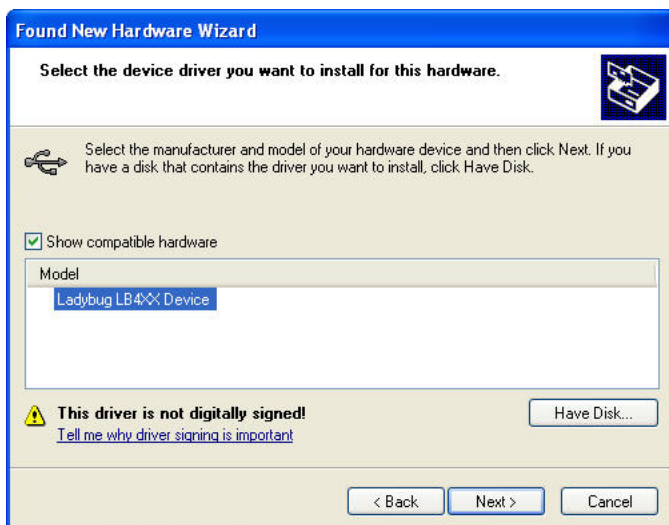 Found New Hardware Wizard
Select the device driver you want to install for this hardware.
Select the manufacturer and model of your hardware device and then click Next. If you
have a disk that contains the driver you want to install, click Have Disk.
Show compatible hardware
Model
Ladybug LB4XX Device
This driver is not digitally signed!
Have Disk...
Tell me why driver signing is important
< Back
Next >
Cancel